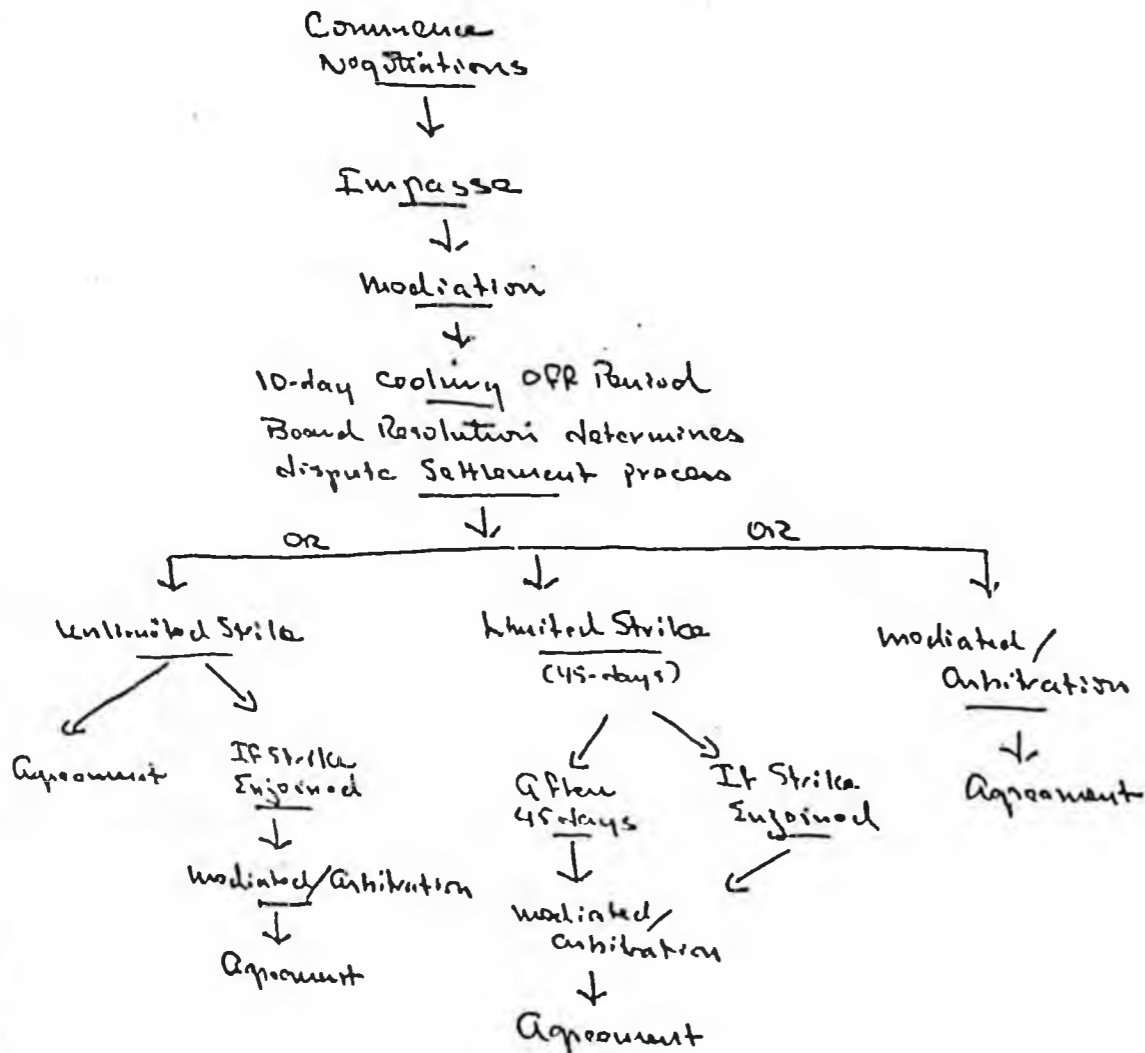 Commence
Negotiations
Impasse
Mediation
10-day cooling off Period
Board Resolution determines
dispute Settlement process
OR
OR
Unlimited Strike
Limited Strike
(45-days)
Mediated/
Arbitration
Agreement
If Strike
Enjoined
After
45-days
If Strike
Enjoined
Agreement
Mediated/Arbitration
Mediated/
Arbitration
Agreement
Agreement